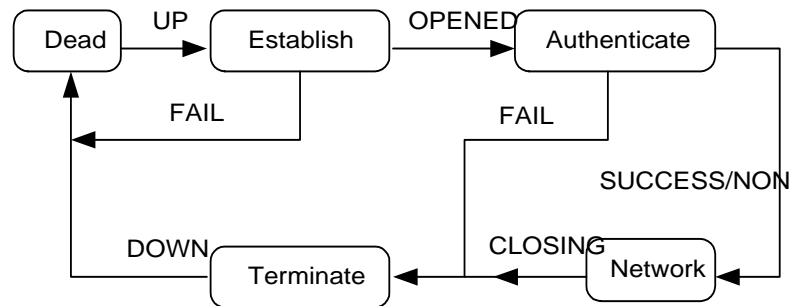 UP
OPENED
Dead
Establish
Authenticate
FAIL
FAIL
SUCCESS/NON
DOWN
CLOSING
Terminate
Network